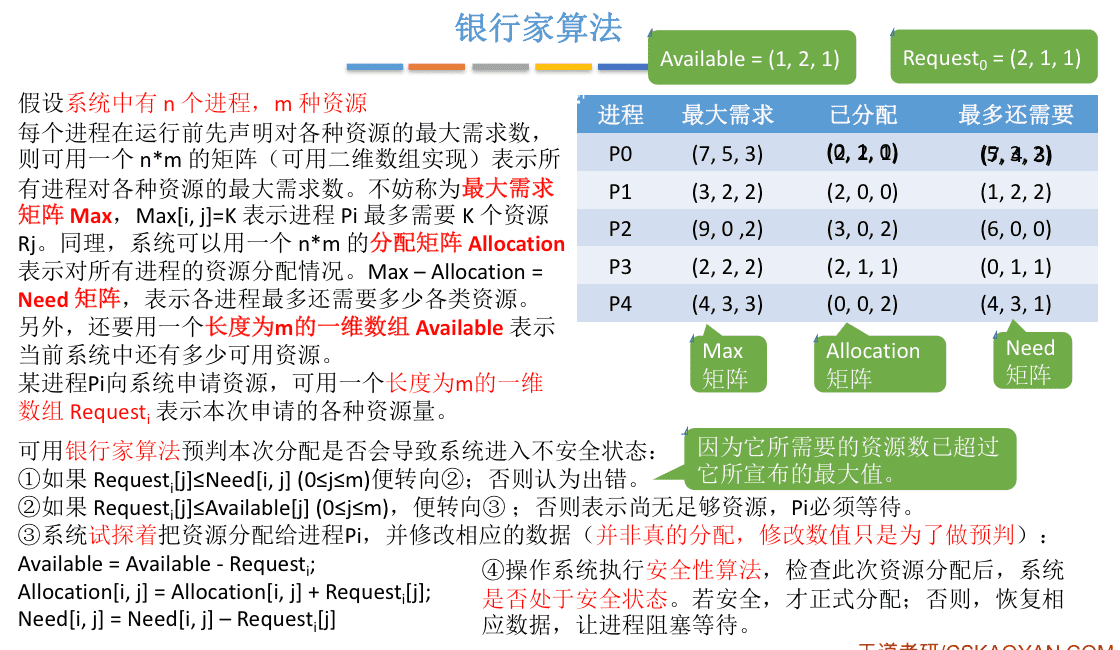 银行家算法
Available = (1, 2, 1)
Request0 = (2, 1, 1)
假设系统中有 n 个进程，m 种资源
每个进程在运行前先声明对各种资源的最大需求数，
则可用一个 n*m 的矩阵（可用二维数组实现）表示所
有进程对各种资源的最大需求数。不妨称为最大需求
矩阵 Max，Max[i, j]=K 表示进程 Pi 最多需要 K 个资源
Rj。同理，系统可以用一个 n*m 的分配矩阵 Allocation
表示对所有进程的资源分配情况。Max – Allocation =
Need 矩阵，表示各进程最多还需要多少各类资源。
另外，还要用一个长度为m的一维数组 Available 表示
当前系统中还有多少可用资源。
某进程Pi向系统申请资源，可用一个长度为m的一维
数组 Requesti 表示本次申请的各种资源量。
进程 最大需求 已分配 最多还需要
P0 (7, 5, 3)
P1 (3, 2, 2) (2, 0, 0) (1, 2, 2)
P2 (9, 0 ,2) (3, 0, 2) (6, 0, 0)
P3 (2, 2, 2) (2, 1, 1) (0, 1, 1)
P4 (4, 3, 3) (0, 0, 2) (4, 3, 1)
Max
矩阵
Allocation
矩阵
Need
矩阵
可用银行家算法预判本次分配是否会导致系统进入不安全状态：
①如果 Requesti[j]≤Need[i, j] (0≤j≤m)便转向②；否则认为出错。
因为它所需要的资源数已超过
它所宣布的最大值。
②如果 Requesti[j]≤Available[j] (0≤j≤m)，便转向③ ；否则表示尚无足够资源，Pi必须等待。
③系统试探着把资源分配给进程Pi，并修改相应的数据（并非真的分配，修改数值只是为了做预判）：
Available = Available - Requesti;
Allocation[i, j] = Allocation[i, j] + Requesti[j];
Need[i, j] = Need[i, j] – Requesti[j]
④操作系统执行安全性算法，检查此次资源分配后，系统
是否处于安全状态。若安全，才正式分配；否则，恢复相
应数据，让进程阻塞等待。
王道考研/CSKAOYAN.COM